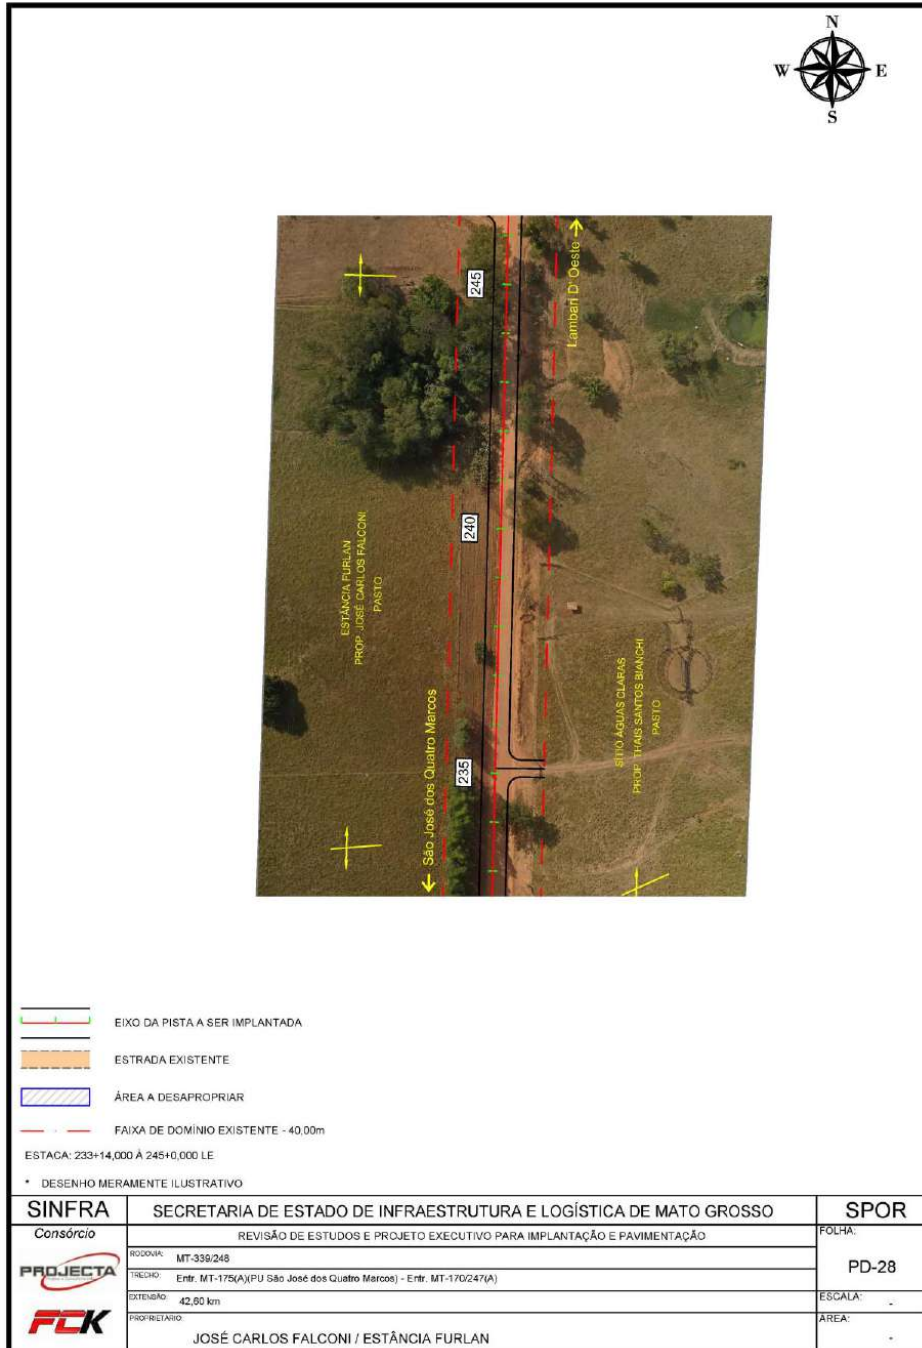 N
W E
S
245
Lambari D' Oeste
240
ESTÂNCIA FURLAN
PROP. JOSÉ CARLOS FALCONI
PASTO
235
São José dos Quatro Marcos
SÍTIO ÁGUAS CLARAS
PROP. THAIS SANTOS BIANCHI
PASTO
EIXO DA PISTA A SER IMPLANTADA
ESTRADA EXISTENTE
ÁREA A DESAPROPRIAR
FAIXA DE DOMÍNIO EXISTENTE - 40,00m
ESTACA: 233+14,000 À 245+0,000 LE
* DESENHO MERAMENTE ILUSTRATIVO
SINFRA
SECRETARIA DE ESTADO DE INFRAESTRUTURA E LOGÍSTICA DE MATO GROSSO
SPOR
Consórcio
REVISÃO DE ESTUDOS E PROJETO EXECUTIVO PARA IMPLANTAÇÃO E PAVIMENTAÇÃO
FOLHA:
PD-28
PROJECTA
RODOVIA: MT-339/248
TRECHO: Entr. MT-175(A)(PU São José dos Quatro Marcos) - Entr. MT-170/247(A)
EXTENSÃO: 42,60 km
ESCALA: -
FCK
PROPRIETÁRIO:
JOSÉ CARLOS FALCONI / ESTÂNCIA FURLAN
ÁREA:
-